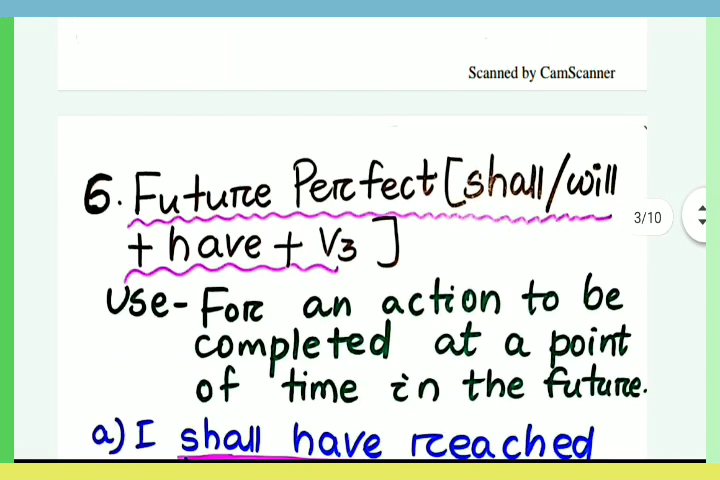 Scanned by CamScanner
6. Future Perfect [shall/will
+ have + V3 ]
3/10
Use- For an action to be
completed at a point
of time in the future.
a) I shall have reached